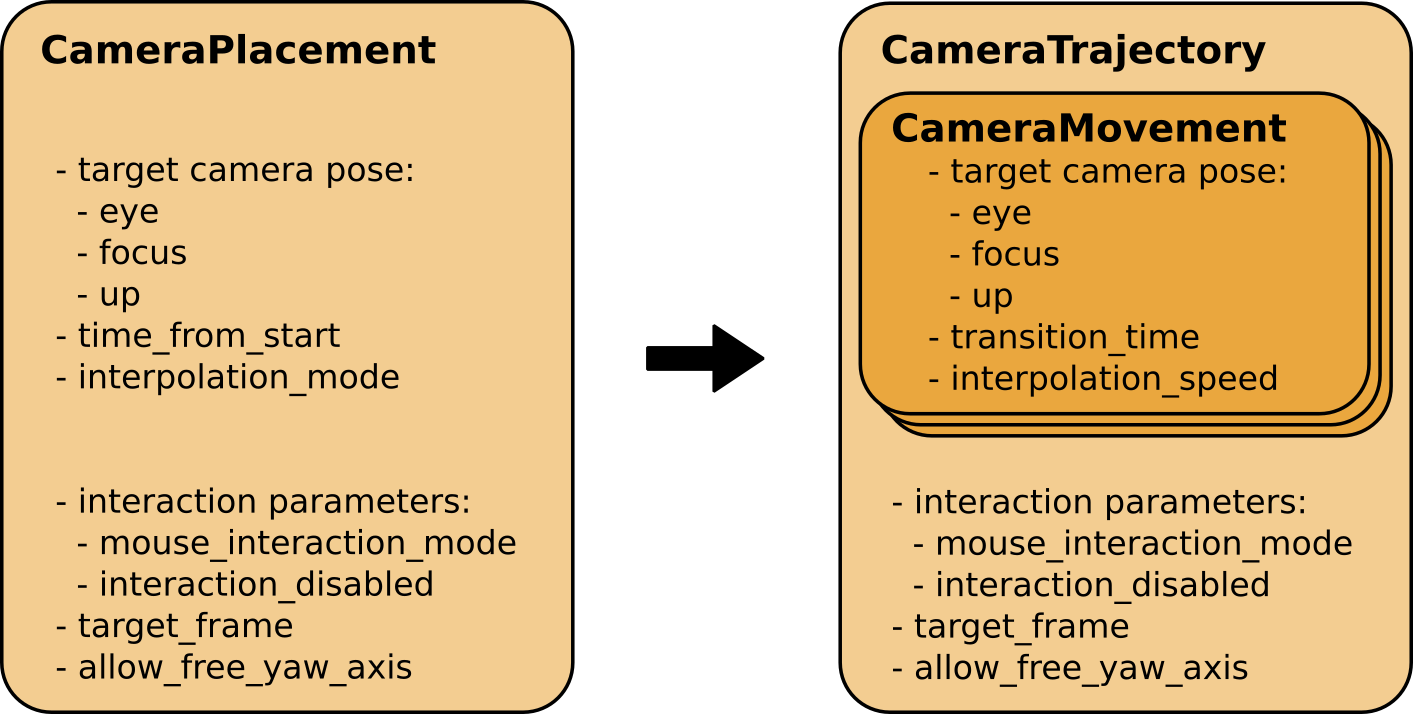 CameraPlacement
- target camera pose:
- eye
- focus
- up
- time_from_start
- interpolation_mode
- interaction parameters:
- mouse_interaction_mode
- interaction_disabled
- target_frame
- allow_free_yaw_axis
CameraTrajectory
CameraMovement
- target camera pose:
- eye
- focus
- up
- transition_time
- interpolation_speed
- interaction parameters:
- mouse_interaction_mode
- interaction_disabled
- target_frame
- allow_free_yaw_axis